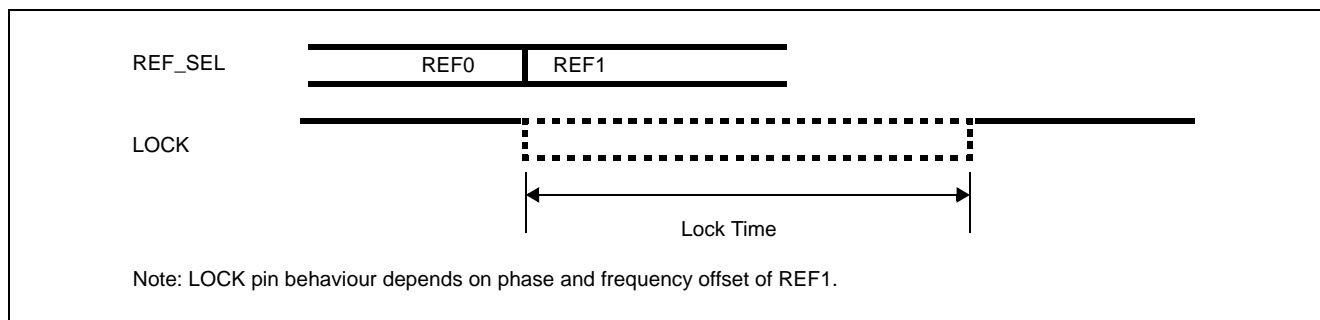 REF_SEL
REF0 REF1
LOCK
Lock Time
Note: LOCK pin behaviour depends on phase and frequency offset of REF1.